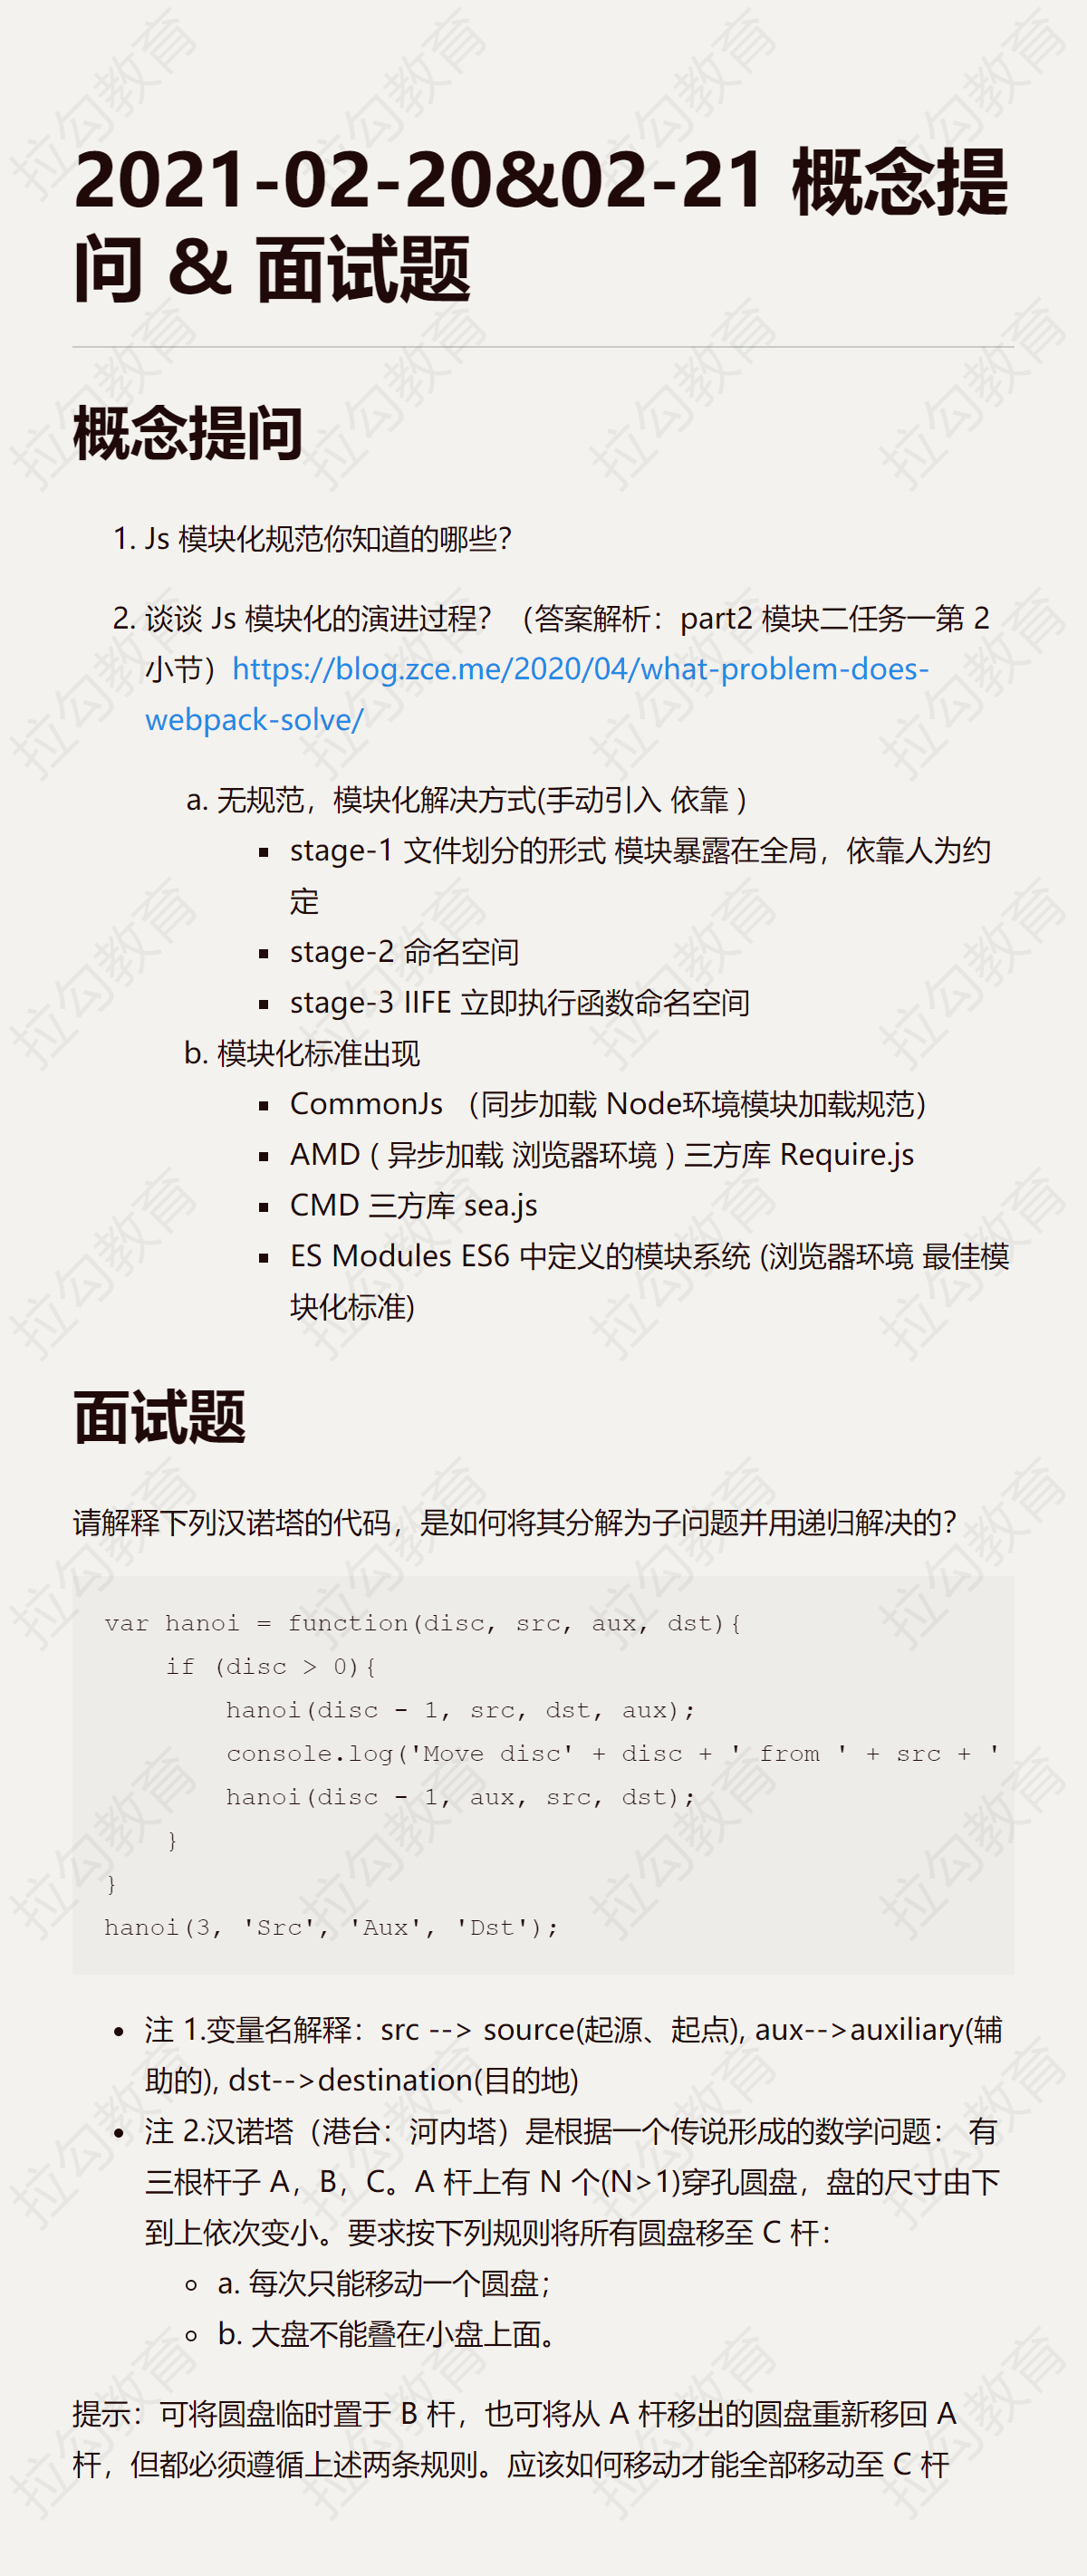 2021-02-20&02-21 概念提
问 & 面试题
概念提问
1. Js 模块化规范你知道的哪些？
2. 谈谈 Js 模块化的演进过程？（答案解析：part2 模块二任务一第 2
小节）https://blog.zce.me/2020/04/what-problem-does-
webpack-solve/
a. 无规范，模块化解决方式(手动引入 依靠 )
▪ stage-1 文件划分的形式 模块暴露在全局，依靠人为约
定
▪ stage-2 命名空间
▪ stage-3 IIFE 立即执行函数命名空间
b. 模块化标准出现
▪ CommonJs （同步加载 Node环境模块加载规范）
▪ AMD ( 异步加载 浏览器环境 ) 三方库 Require.js
▪ CMD 三方库 sea.js
▪ ES Modules ES6 中定义的模块系统 (浏览器环境 最佳模
块化标准)
面试题
请解释下列汉诺塔的代码，是如何将其分解为子问题并用递归解决的？
var hanoi = function(disc, src, aux, dst){
    if (disc > 0){
        hanoi(disc - 1, src, dst, aux);
        console.log('Move disc' + disc + ' from ' + src + '
        hanoi(disc - 1, aux, src, dst);
    }
}
hanoi(3, 'Src', 'Aux', 'Dst');
• 注 1.变量名解释：src --> source(起源、起点), aux-->auxiliary(辅
助的), dst-->destination(目的地)
• 注 2.汉诺塔（港台：河内塔）是根据一个传说形成的数学问题： 有
三根杆子 A，B，C。A 杆上有 N 个(N>1)穿孔圆盘，盘的尺寸由下
到上依次变小。要求按下列规则将所有圆盘移至 C 杆：
◦ a. 每次只能移动一个圆盘；
◦ b. 大盘不能叠在小盘上面。
提示：可将圆盘临时置于 B 杆，也可将从 A 杆移出的圆盘重新移回 A
杆，但都必须遵循上述两条规则。应该如何移动才能全部移动至 C 杆
拉勾教育